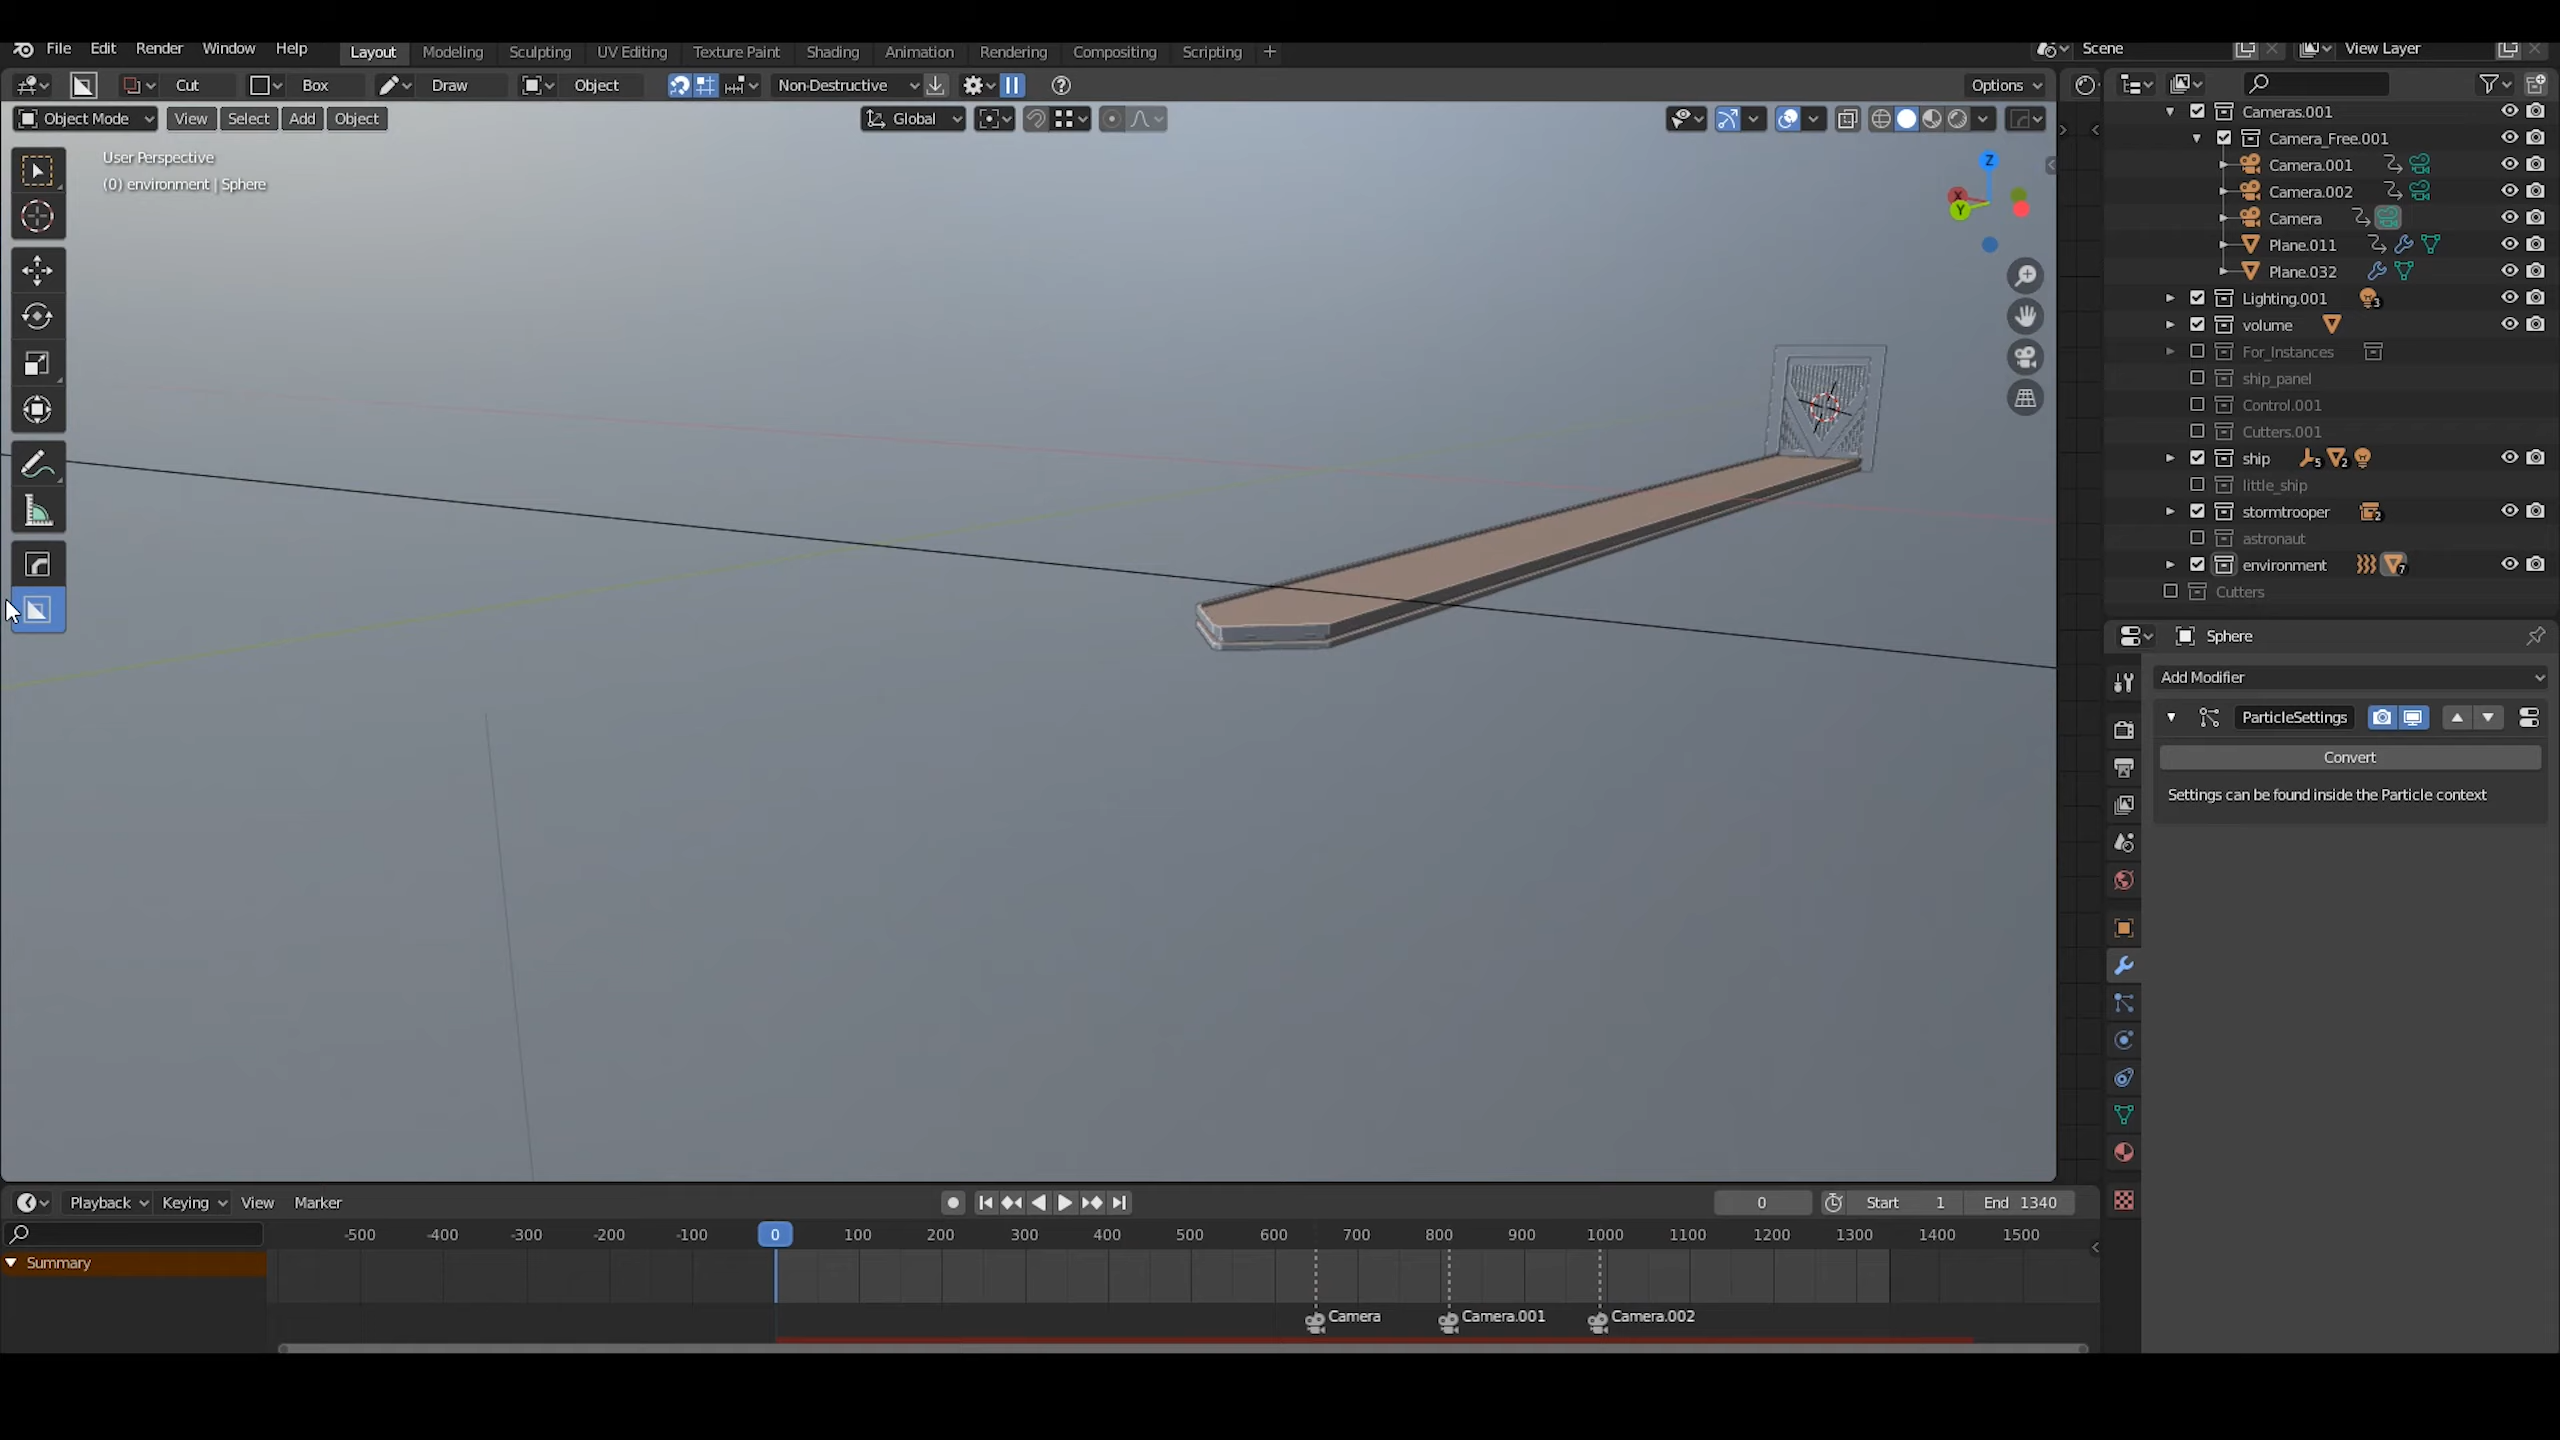 File Edit Render Window Help
Layout Modeling Sculpting UV Editing Texture Paint Shading Animation Rendering Compositing Scripting +
Scene
View Layer
Cut Box Draw Object Non-Destructive
Options
Object Mode View Select Add Object
Global
User Perspective
(0) environment | Sphere
Z
X
Y
Cameras.001
Camera_Free.001
Camera.001
Camera.002
Camera
Plane.011
Plane.032
Lighting.001 3
volume
For_Instances
ship_panel
Control.001
Cutters.001
ship 5 2
little_ship
stormtrooper 2
astronaut
environment 7
Cutters
Sphere
Add Modifier
ParticleSettings
Convert
Settings can be found inside the Particle context
Playback Keying View Marker
0 Start 1 End 1340
-500 -400 -300 -200 -100 0 100 200 300 400 500 600 700 800 900 1000 1100 1200 1300 1400 1500
Summary
Camera Camera.001 Camera.002